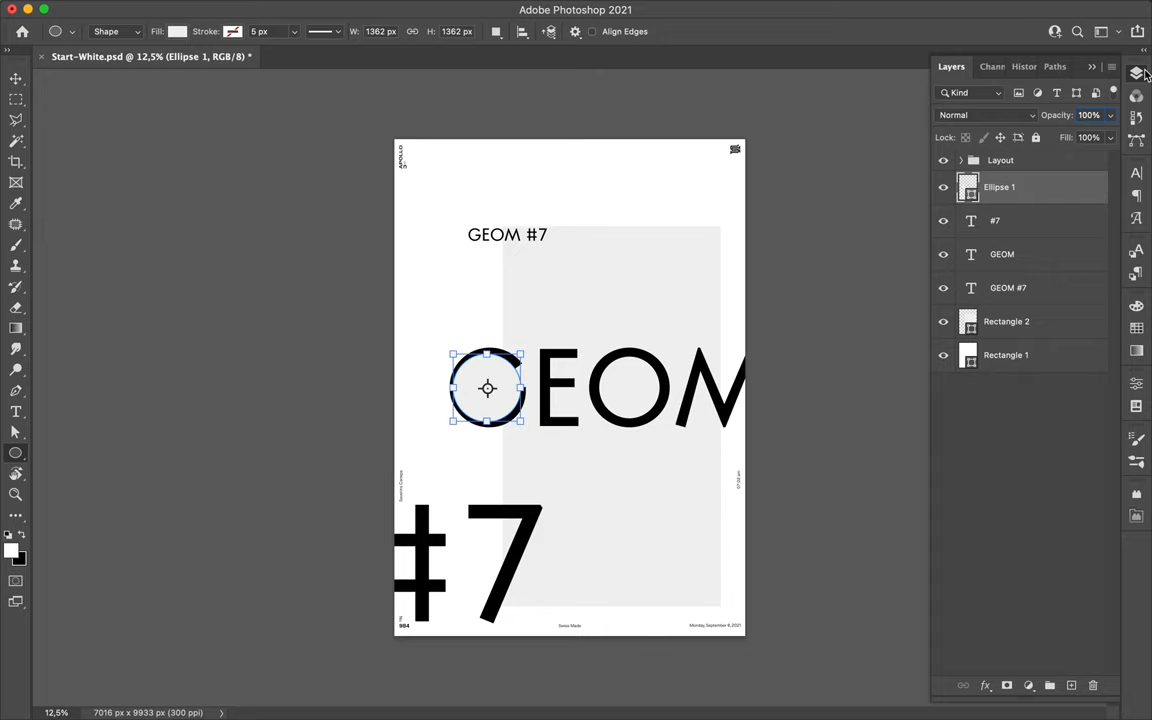 Adobe Photoshop 2021
Shape
Fill:
Stroke:
5 px
W: 1362 px
H: 1362 px
Align Edges
Start-White.psd @ 12,5% (Ellipse 1, RGB/8) *
Layers
Chann
Histor
Paths
Kind
Normal
Opacity: 100%
Lock:
Fill: 100%
Layout
Ellipse 1
#7
GEOM
GEOM #7
Rectangle 2
Rectangle 1
APOLLO
GEOM #7
GEOM
#7
984
Swiss Made
Monday, September 6, 2021
12,5%
7016 px x 9933 px (300 ppi)